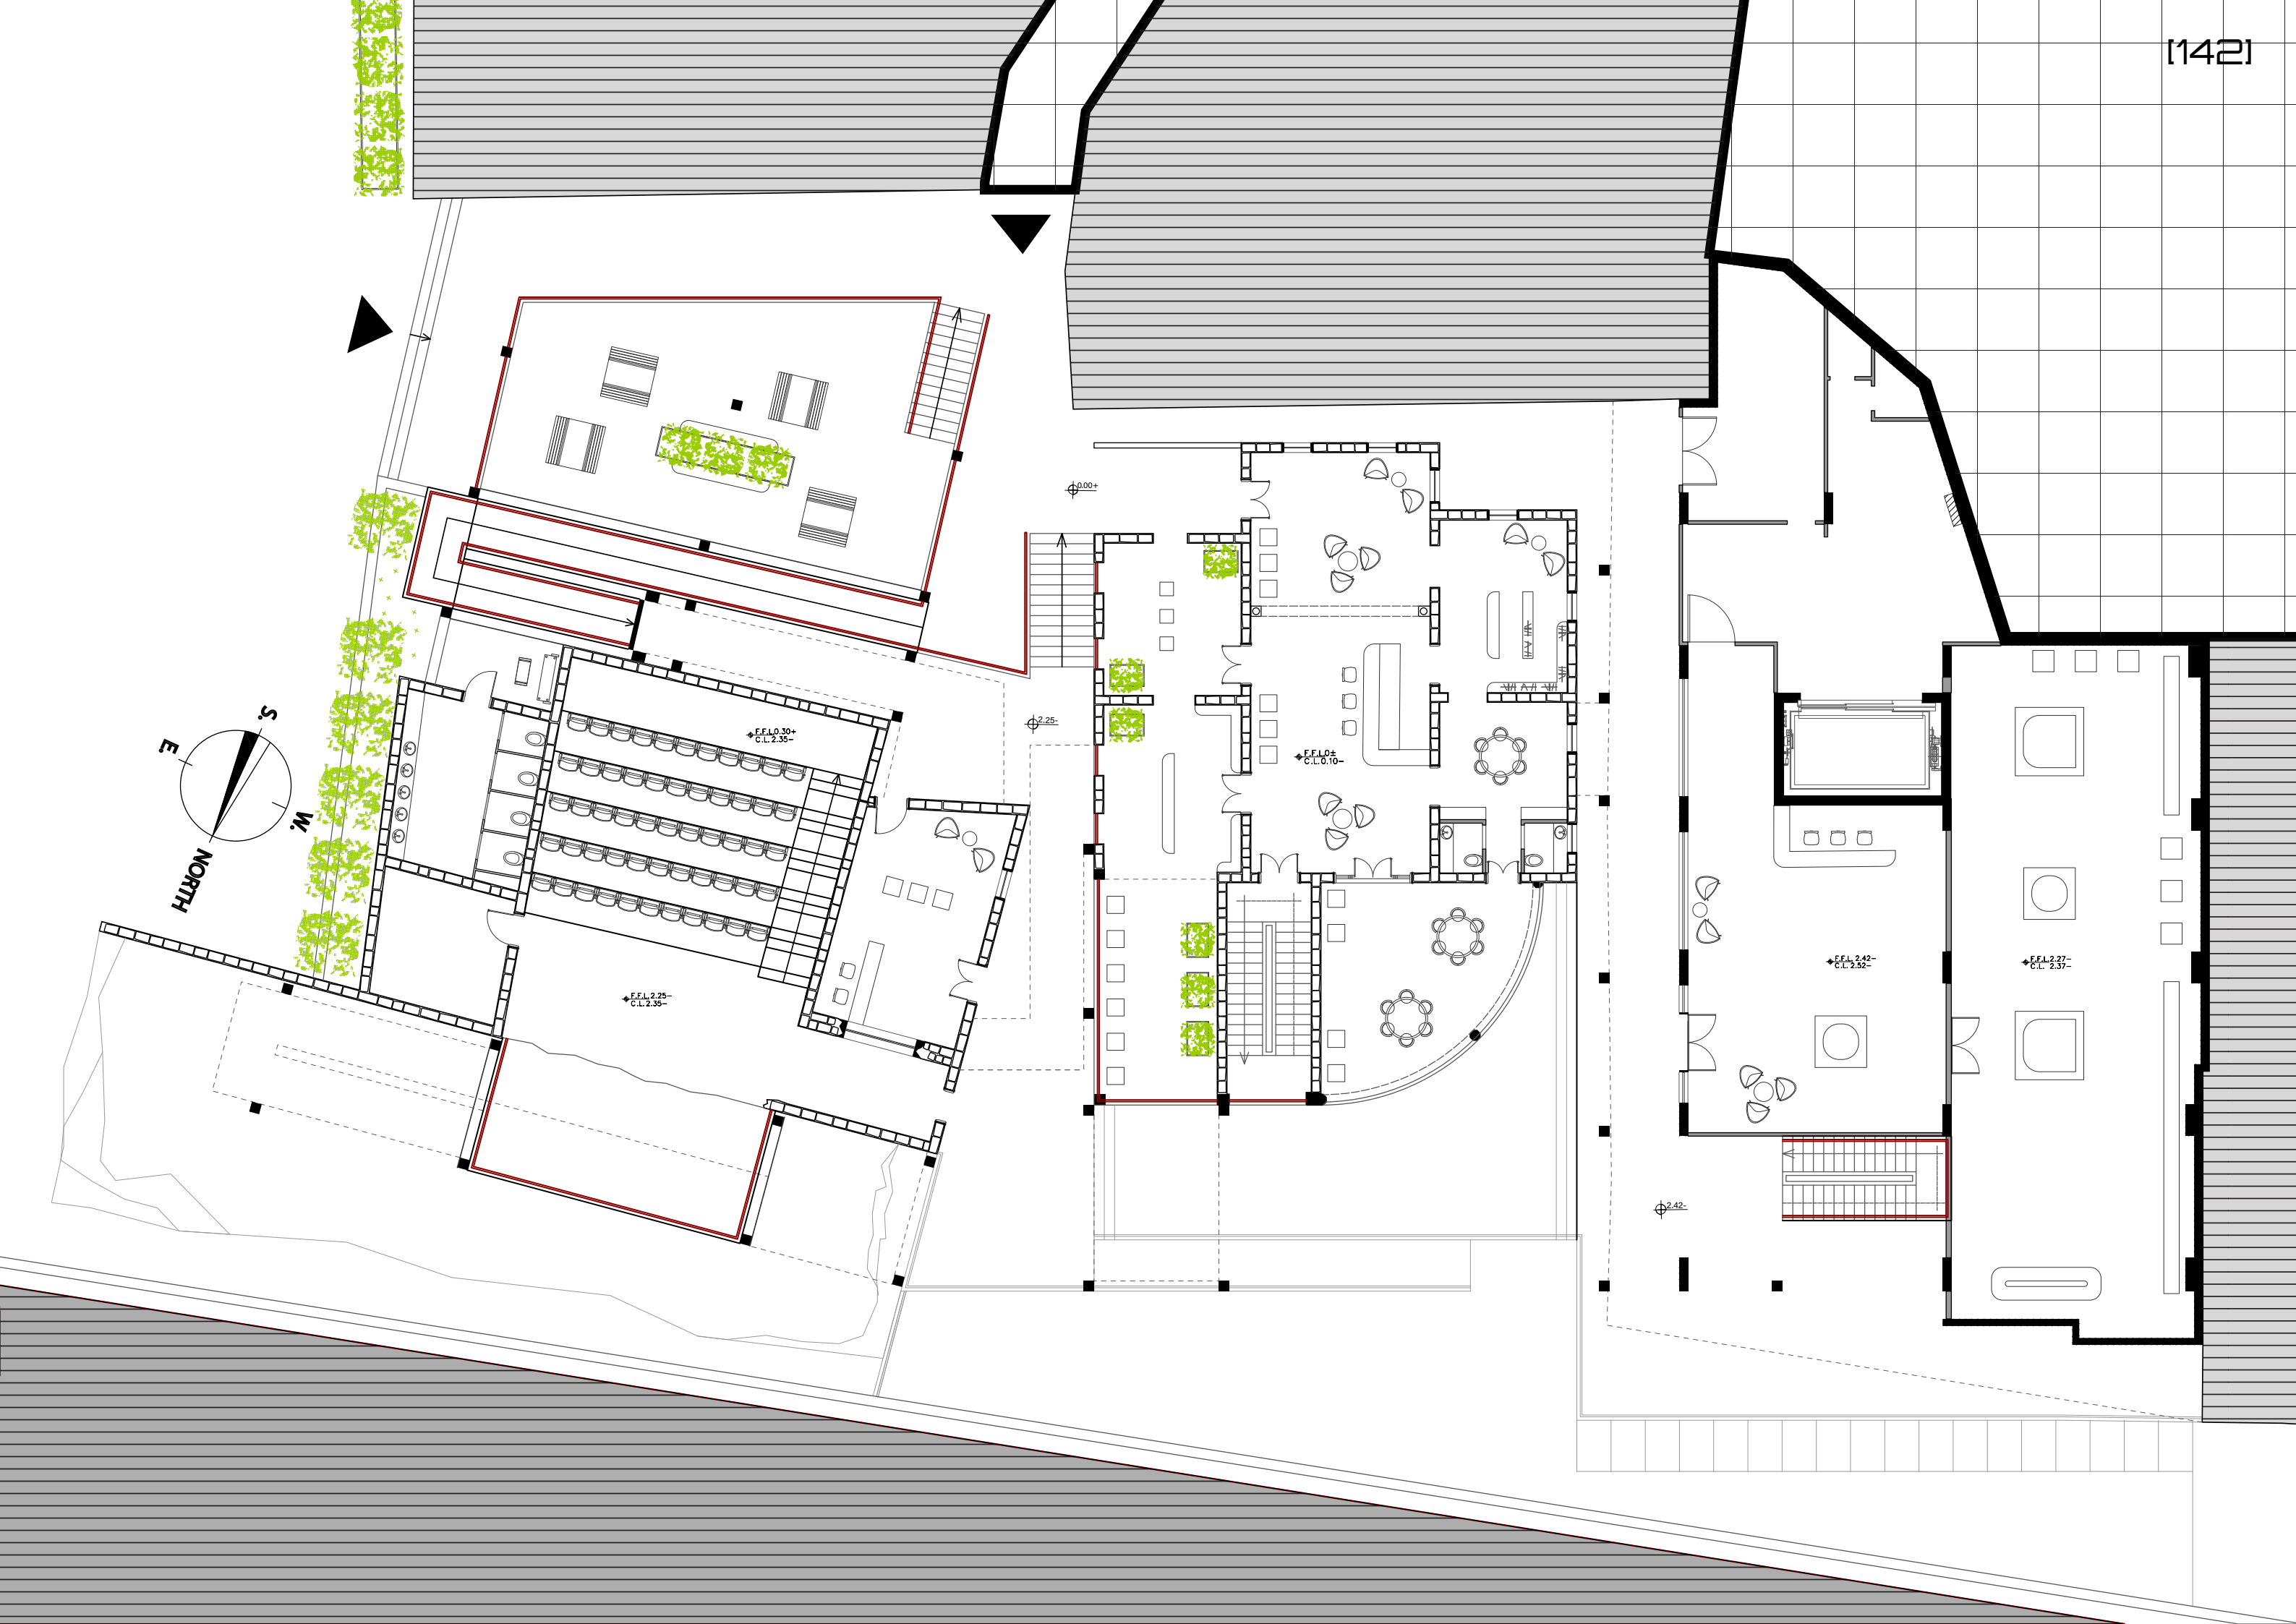 [142]
0.00+
S.
E.
W.
NORTH
2.25-
F.F.L.0.30+
C.L.2.35-
F.F.L.0±
C.L.0.10-
F.F.L.2.25-
C.L.2.35-
F.F.L. 2.42-
C.L. 2.52-
F.F.L.2.27-
C.L. 2.37-
2.42-